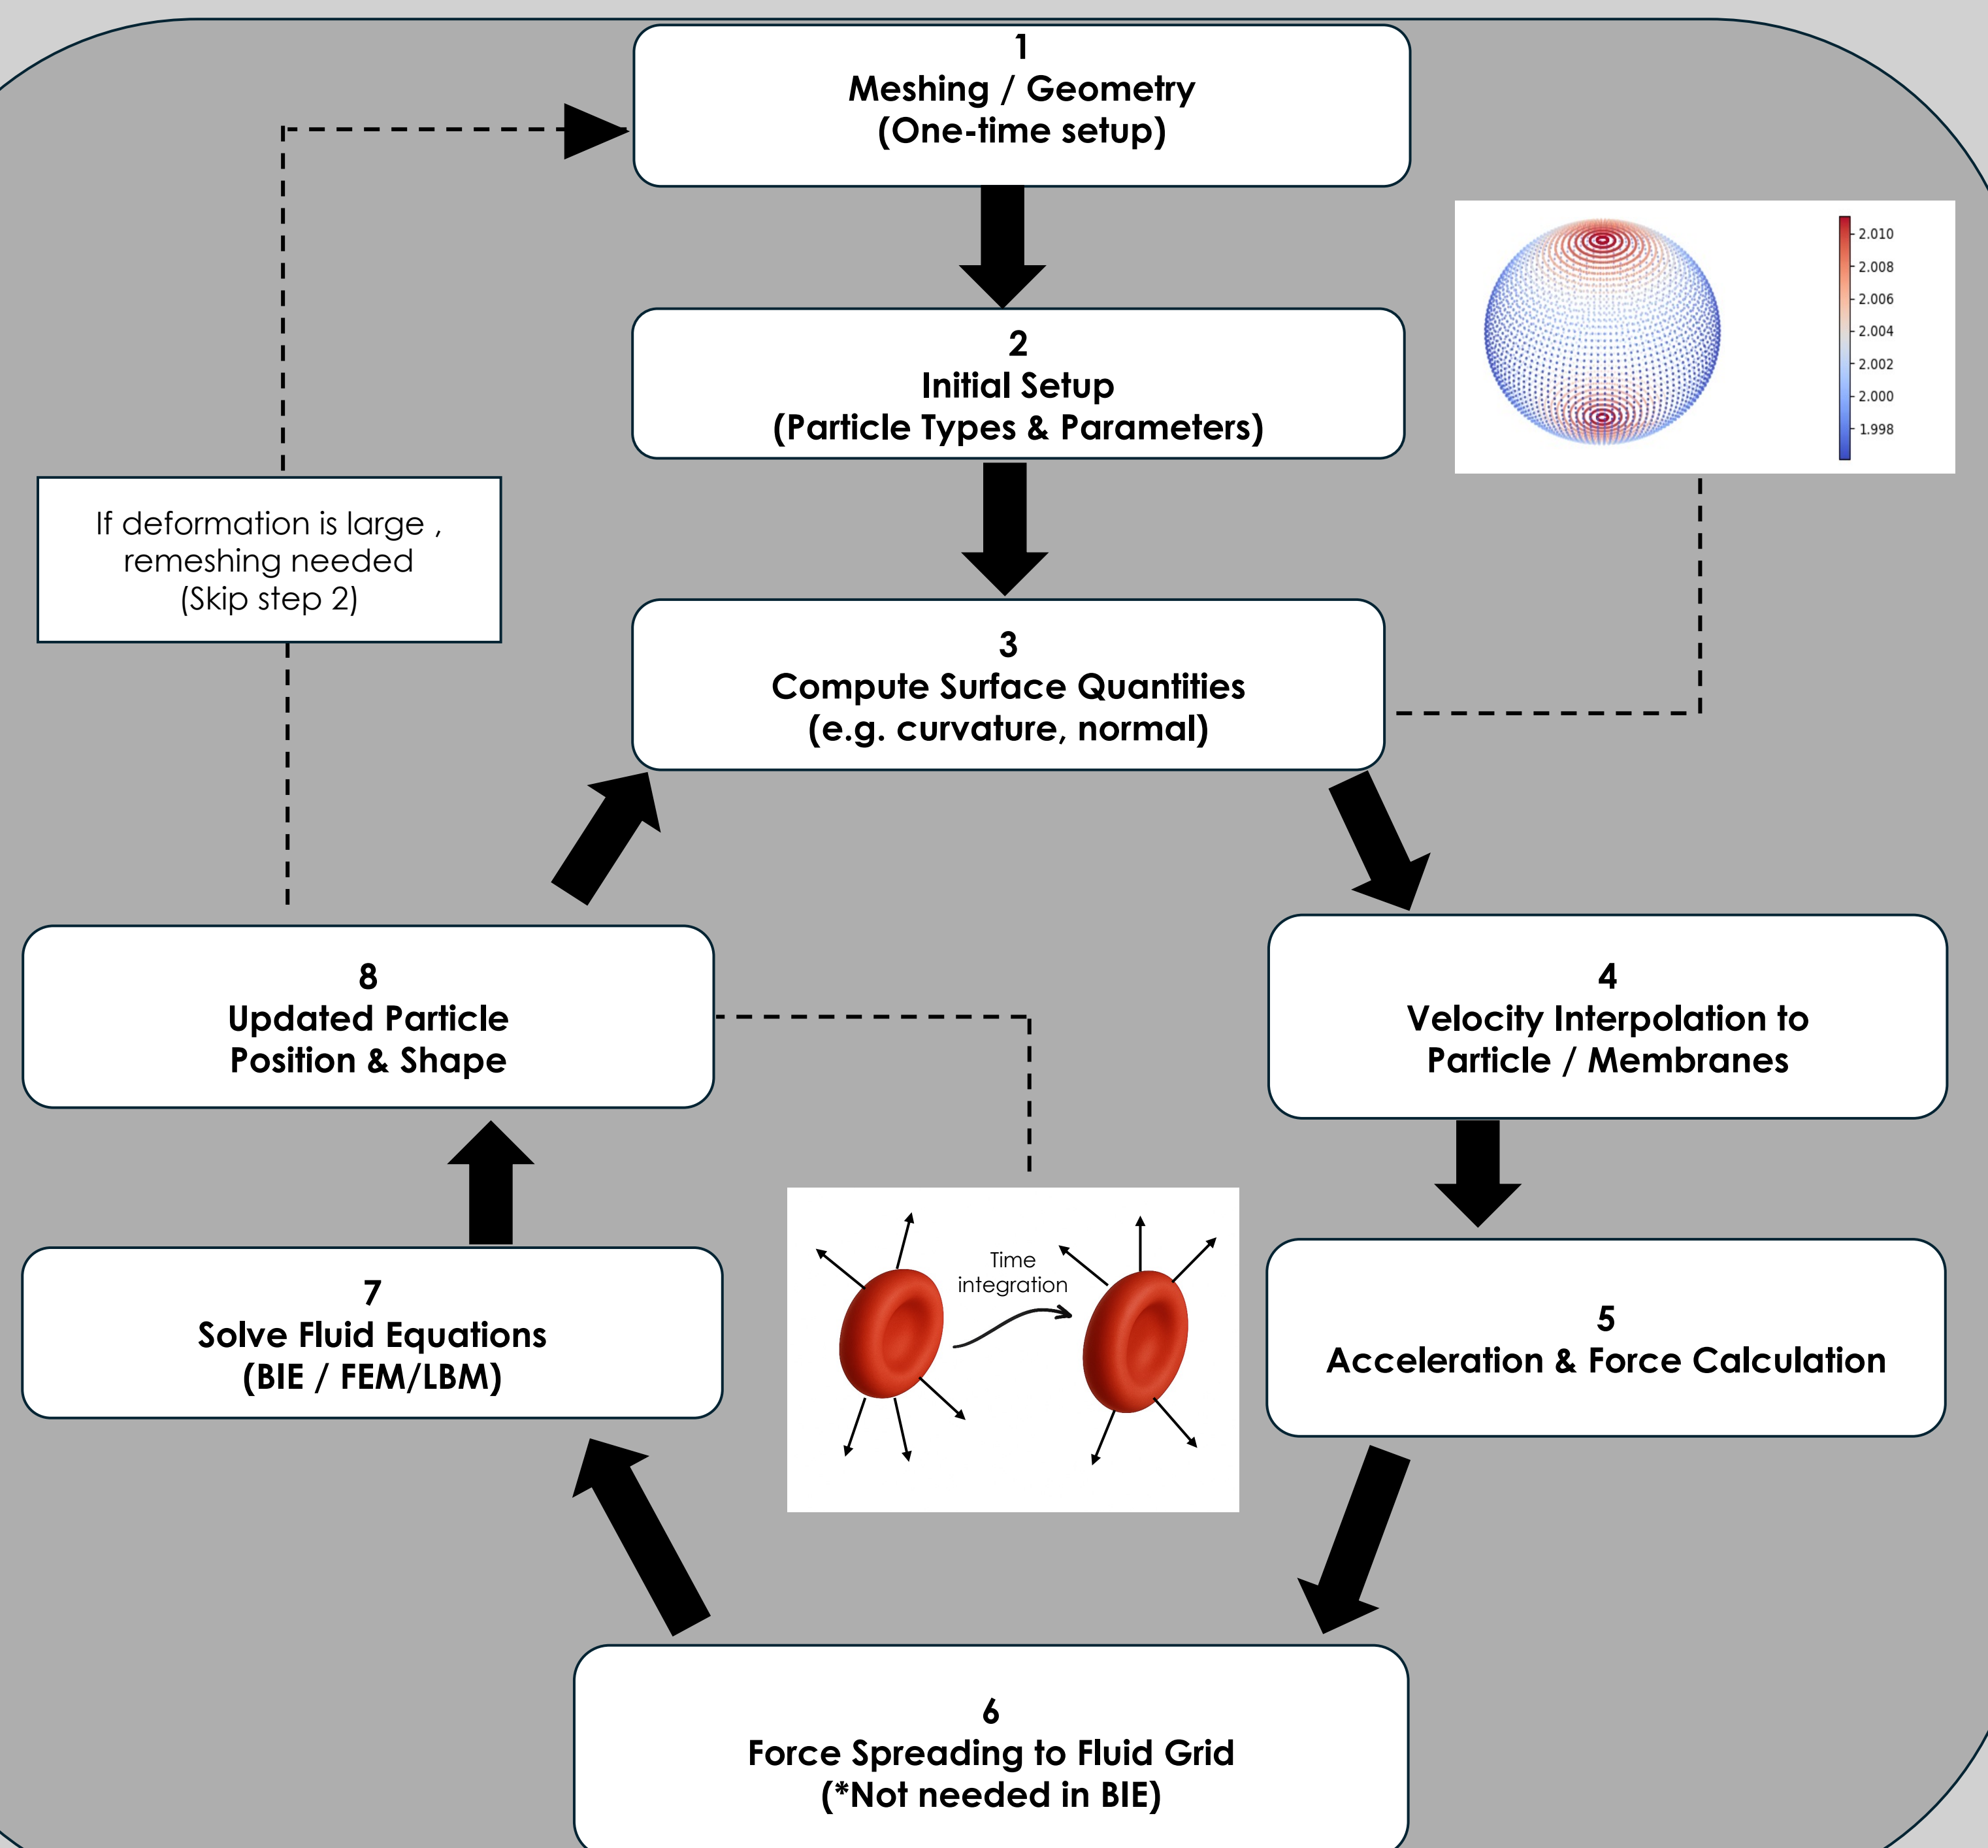 1
Meshing / Geometry
(One-time setup)
2
Initial Setup
(Particle Types & Parameters)
2.010
2.008
2.006
2.004
2.002
2.000
1.998
If deformation is large ,
remeshing needed
(Skip step 2)
3
Compute Surface Quantities
(e.g. curvature, normal)
8
Updated Particle
Position & Shape
4
Velocity Interpolation to
Particle / Membranes
Time
integration
7
Solve Fluid Equations
(BIE / FEM/LBM)
5
Acceleration & Force Calculation
6
Force Spreading to Fluid Grid
(*Not needed in BIE)